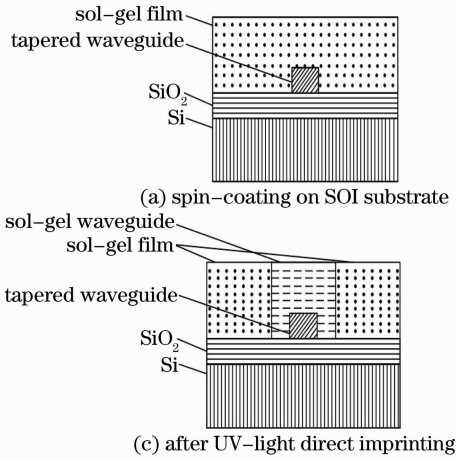 sol-gel film
tapered waveguide
SiO₂
Si
(a) spin-coating on SOI substrate
sol-gel waveguide
sol-gel film
tapered waveguide
SiO₂
Si
(c) after UV-light direct imprinting